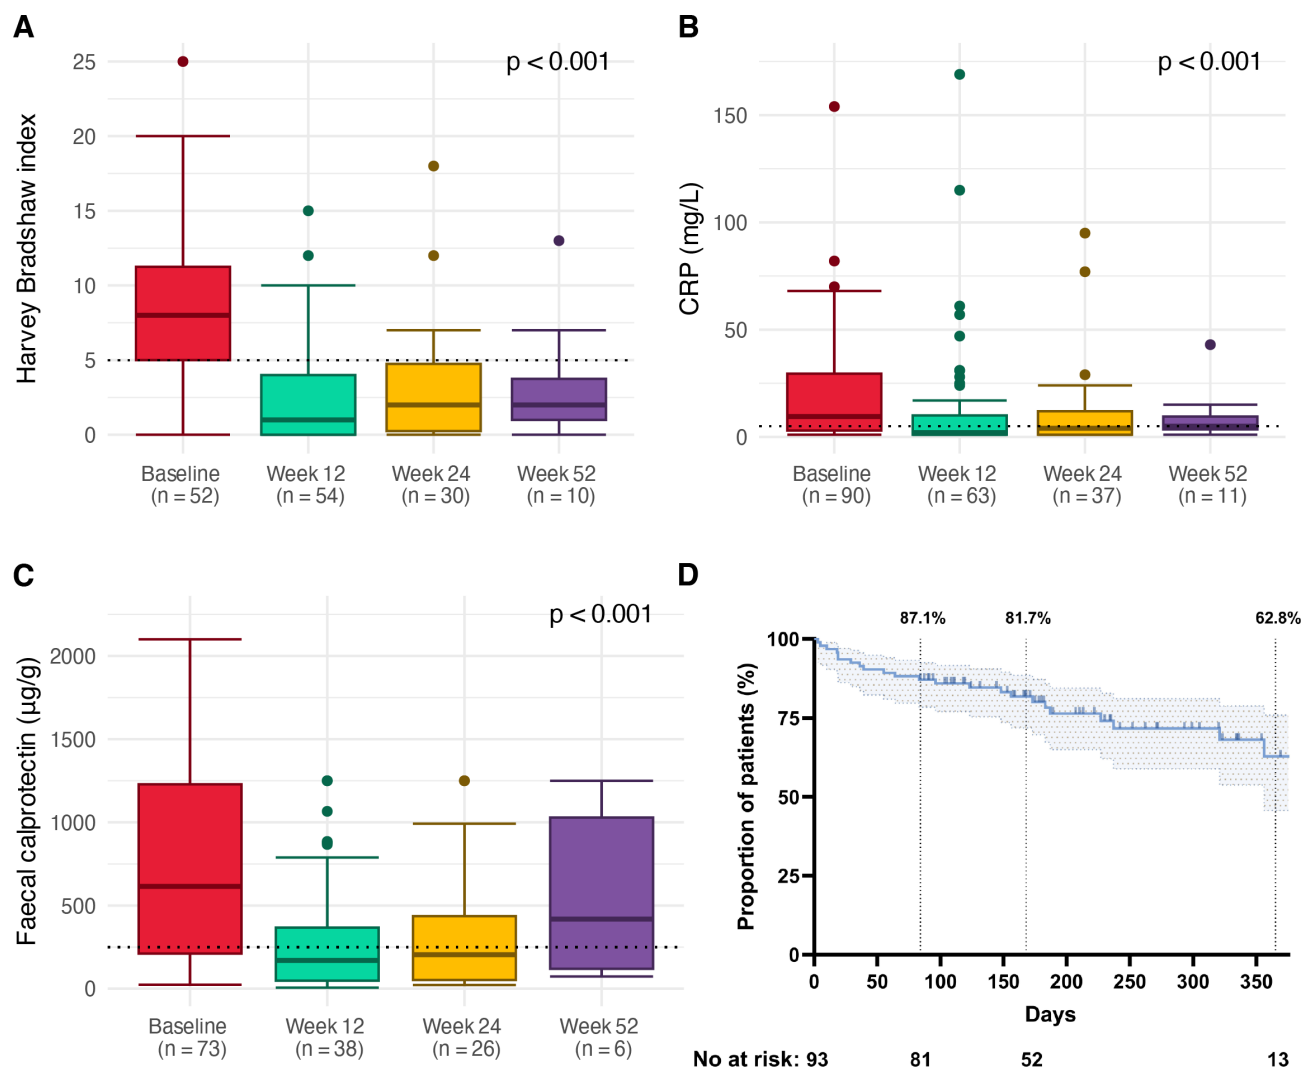 A
Harvey Bradshaw index
25
20
15
10
5
0
p < 0.001
Baseline
(n = 52)
Week 12
(n = 54)
Week 24
(n = 30)
Week 52
(n = 10)
B
CRP (mg/L)
150
100
50
0
p < 0.001
Baseline
(n = 90)
Week 12
(n = 63)
Week 24
(n = 37)
Week 52
(n = 11)
C
Faecal calprotectin (µg/g)
2000
1500
1000
500
0
p < 0.001
Baseline
(n = 73)
Week 12
(n = 38)
Week 24
(n = 26)
Week 52
(n = 6)
D
87.1%
81.7%
62.8%
Proportion of patients (%)
100
75
50
25
0
0 50 100 150 200 250 300 350
Days
No at risk: 93 81 52 13